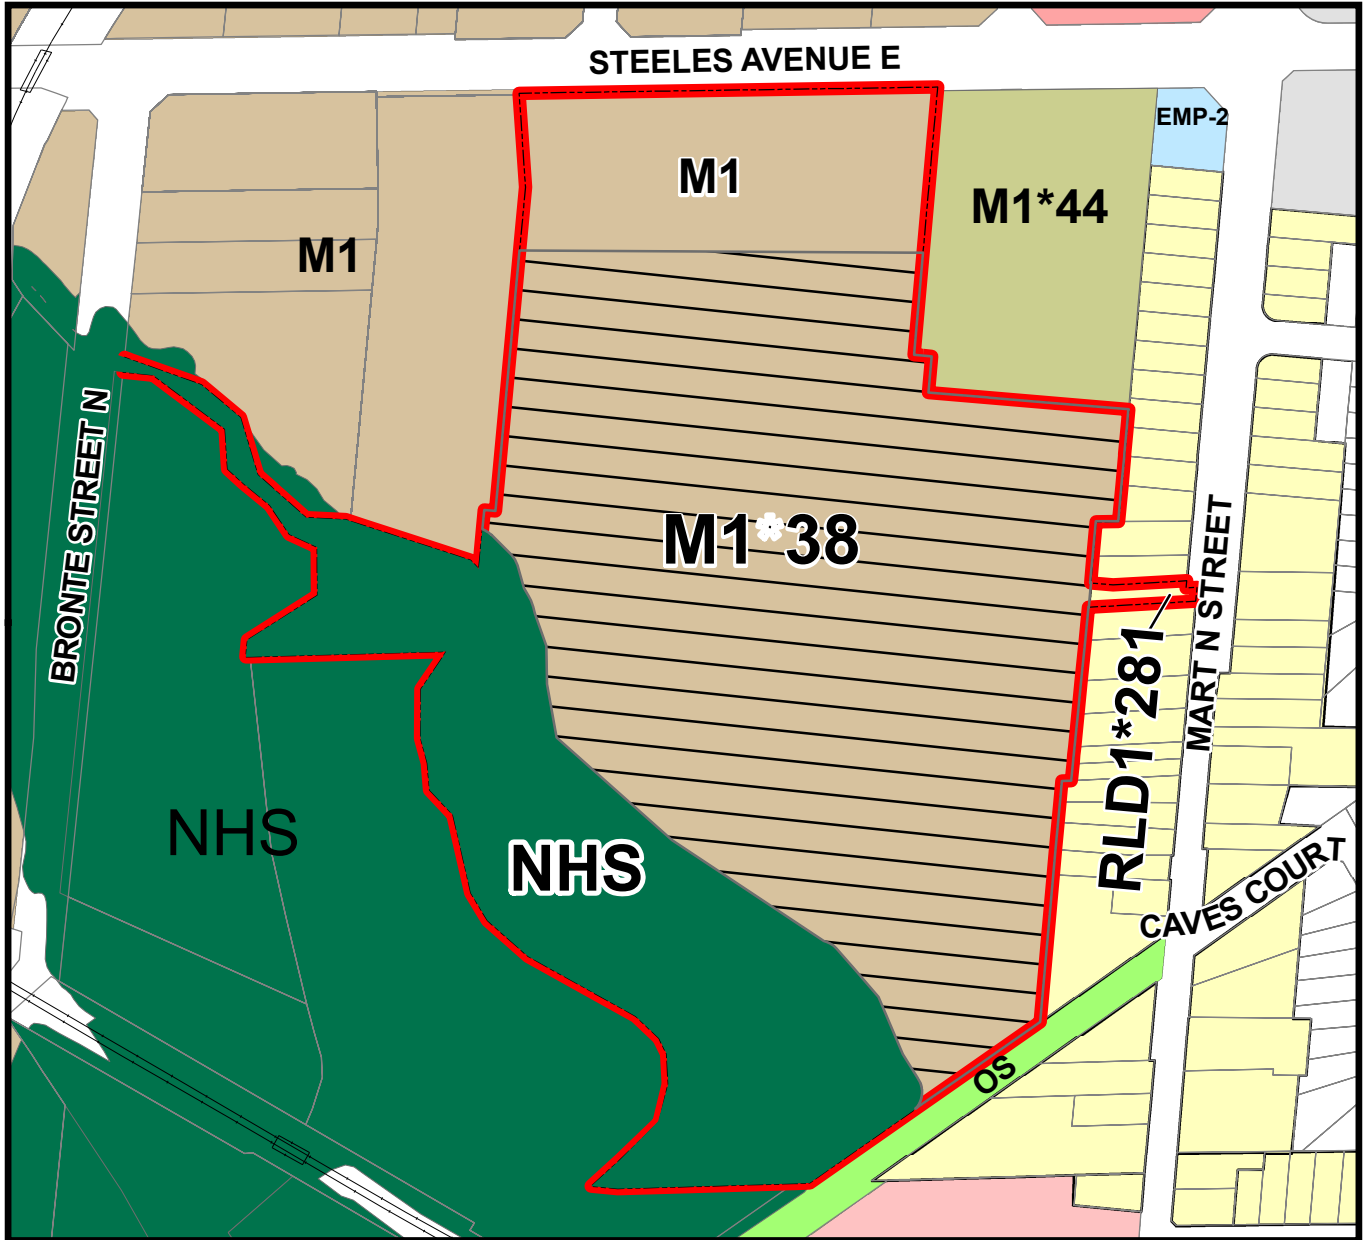 STEELES AVENUE E
EMP-2
M1
M1*44
M1
M1*38
BRONTE STREET N
MART N STREET
RLD1*281
NHS
NHS
CAVES COURT
OS